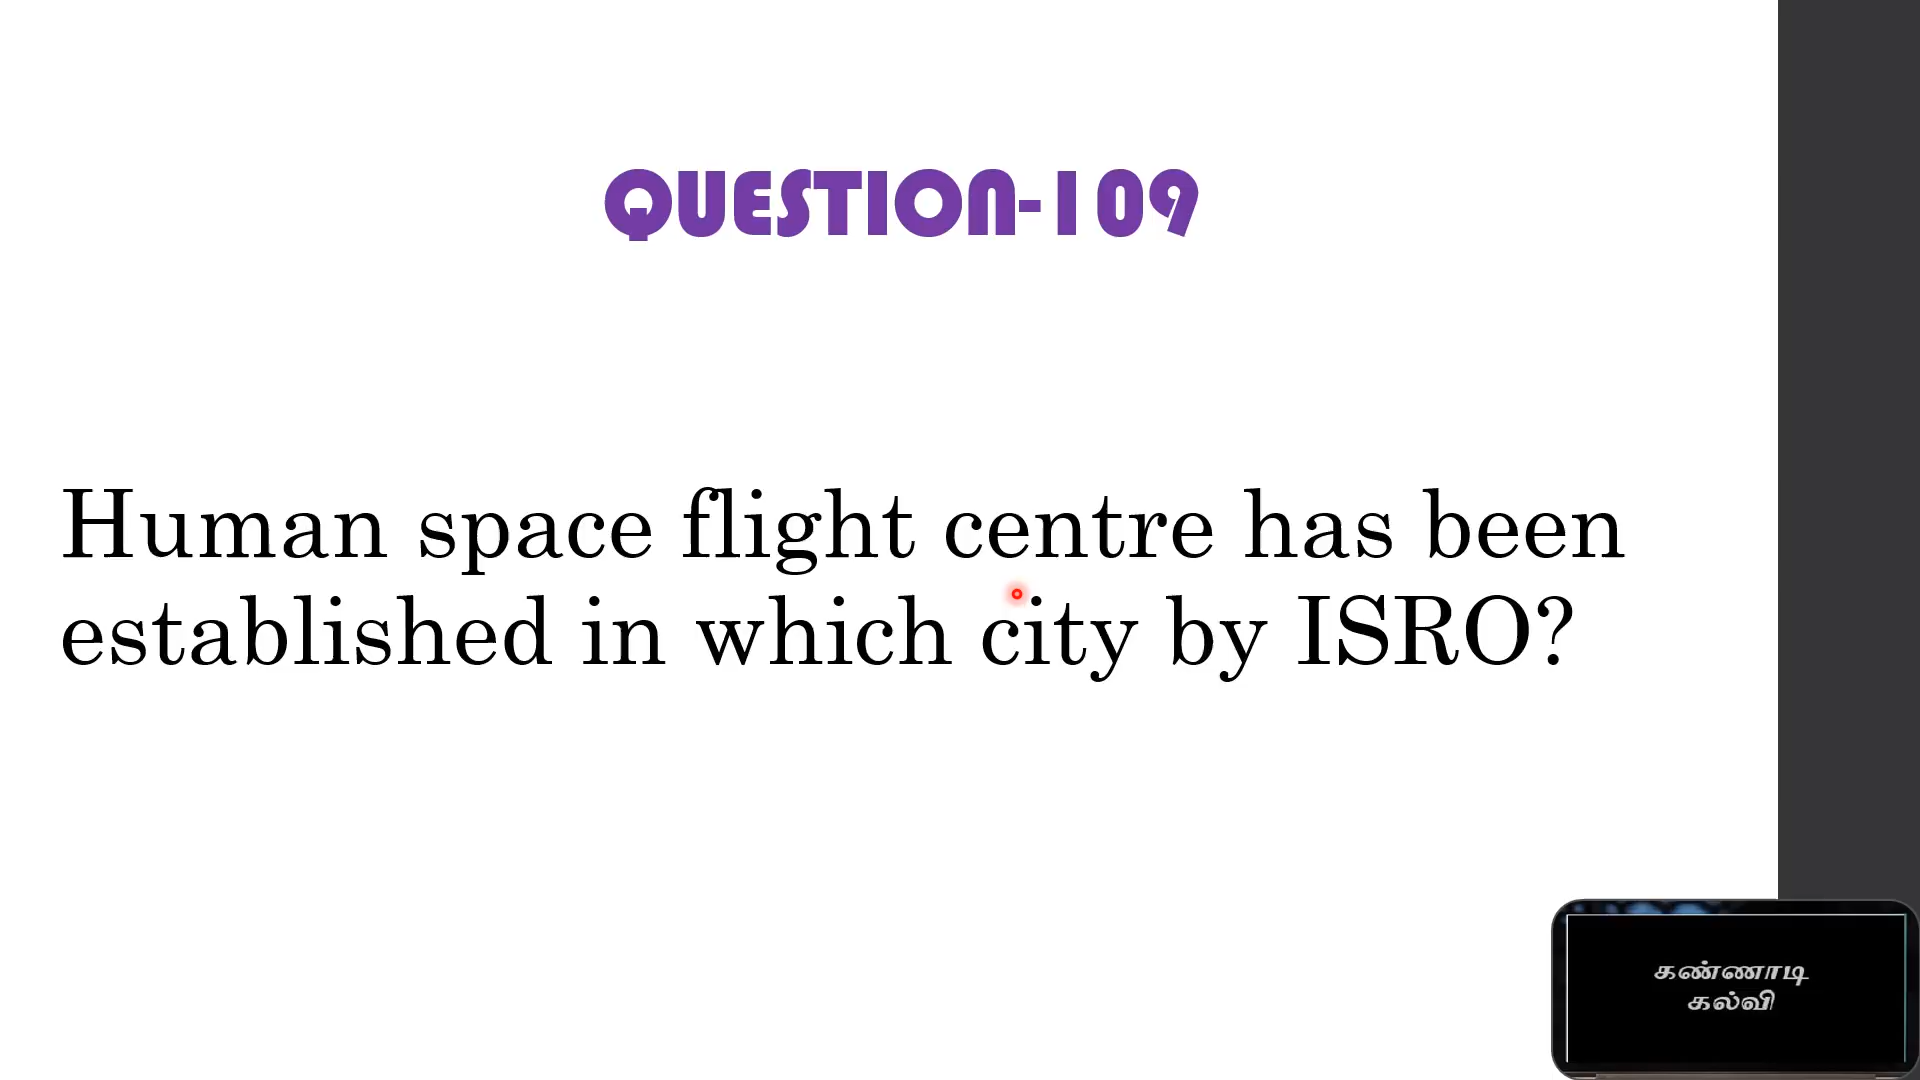 QUESTION-109
Human space flight centre has been
established in which city by ISRO?
கண்ணாடி
கல்வி